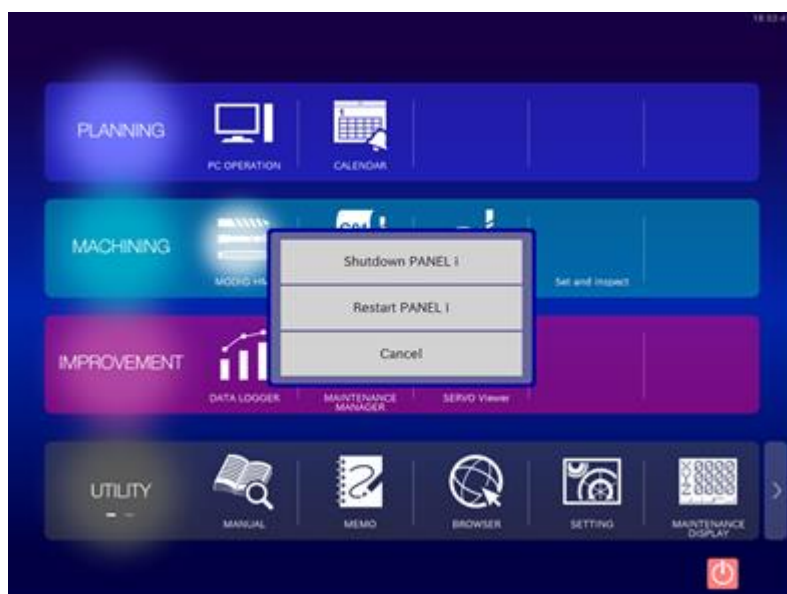 PLANNING
PC OPERATION
CALENDAR
MACHINING
Set and inspect
Shutdown PANEL i
Restart PANEL i
Cancel
IMPROVEMENT
DATA LOGGER
MAINTENANCE
MANAGER
SERVO Viewer
UTILITY
MANUAL
MEMO
BROWSER
SETTING
MAINTENANCE
DISPLAY